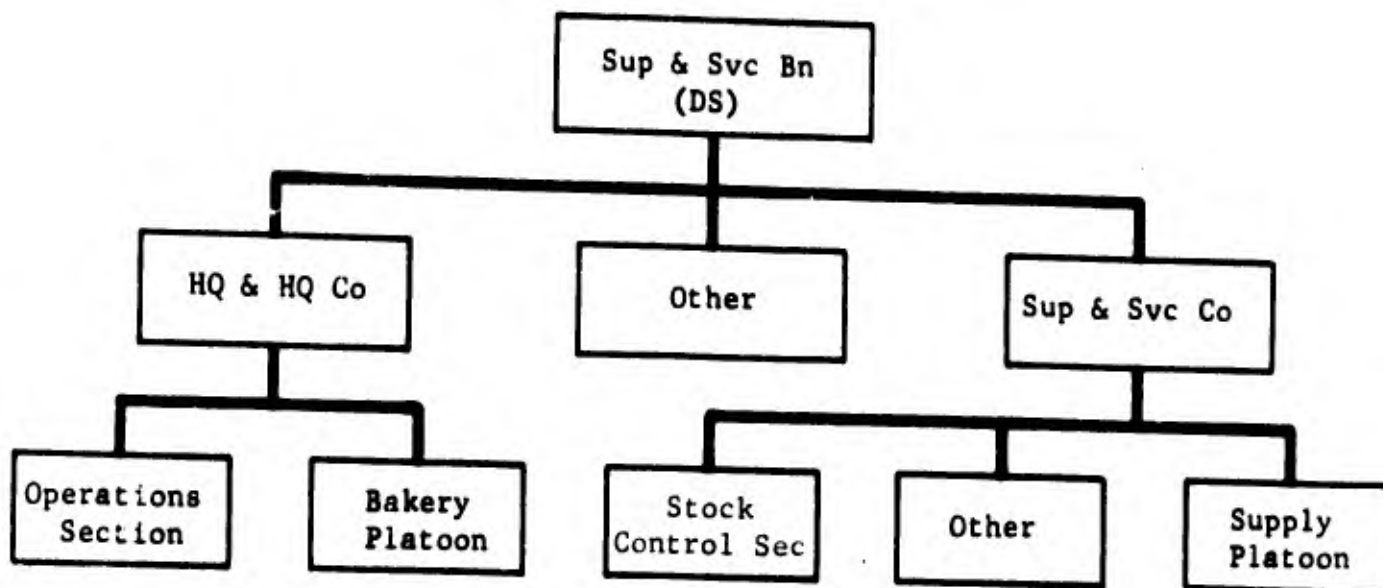 Sup & Svc Bn
(DS)
HQ & HQ Co
Other
Sup & Svc Co
Operations
Section
Bakery
Platoon
Stock
Control Sec
Other
Supply
Platoon